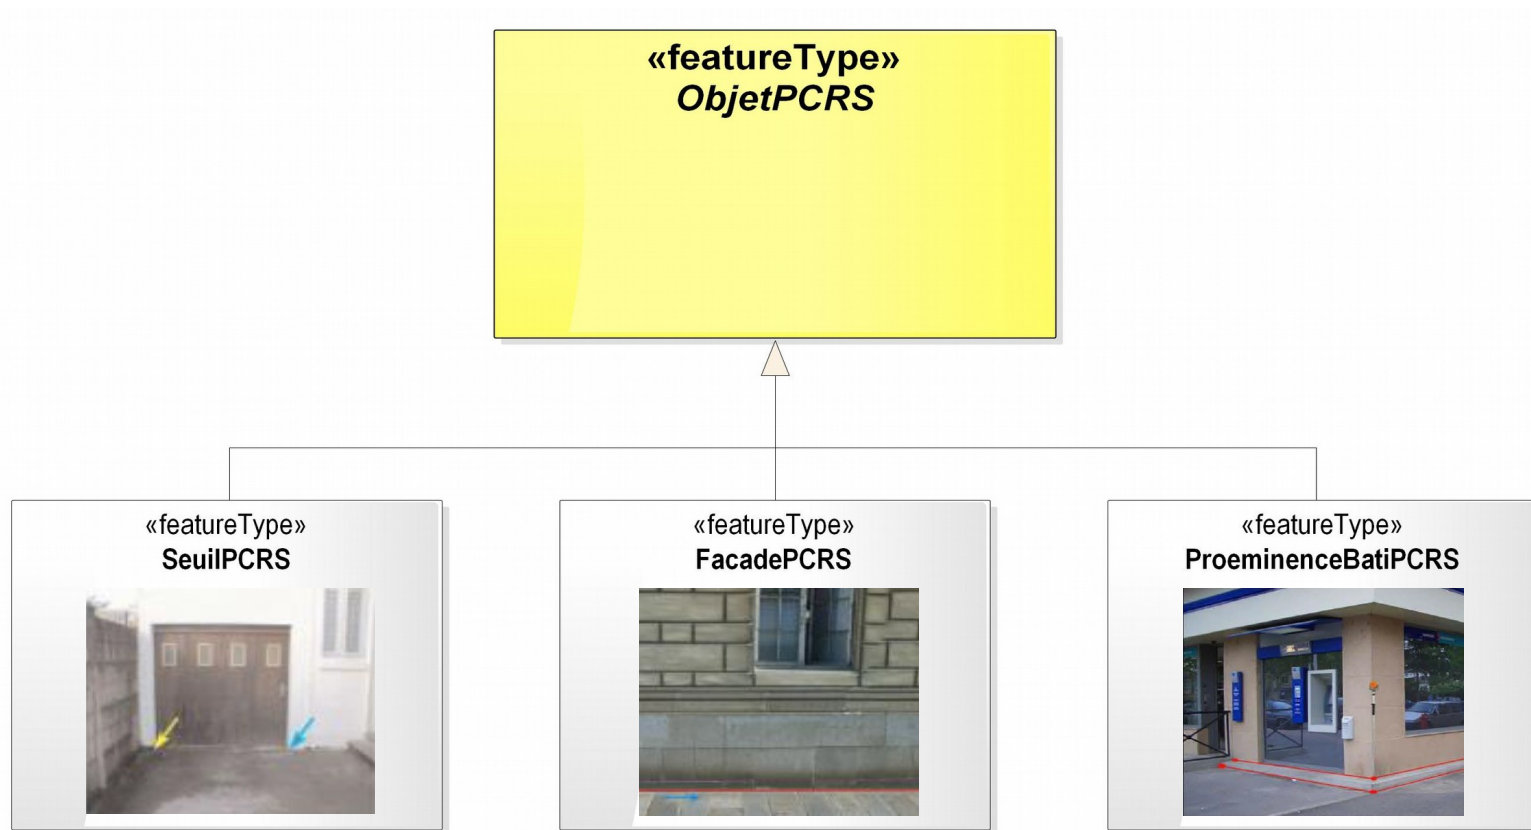 «featureType»
ObjetPCRS
«featureType»
SeuilPCRS
«featureType»
FacadePCRS
«featureType»
ProeminenceBatiPCRS